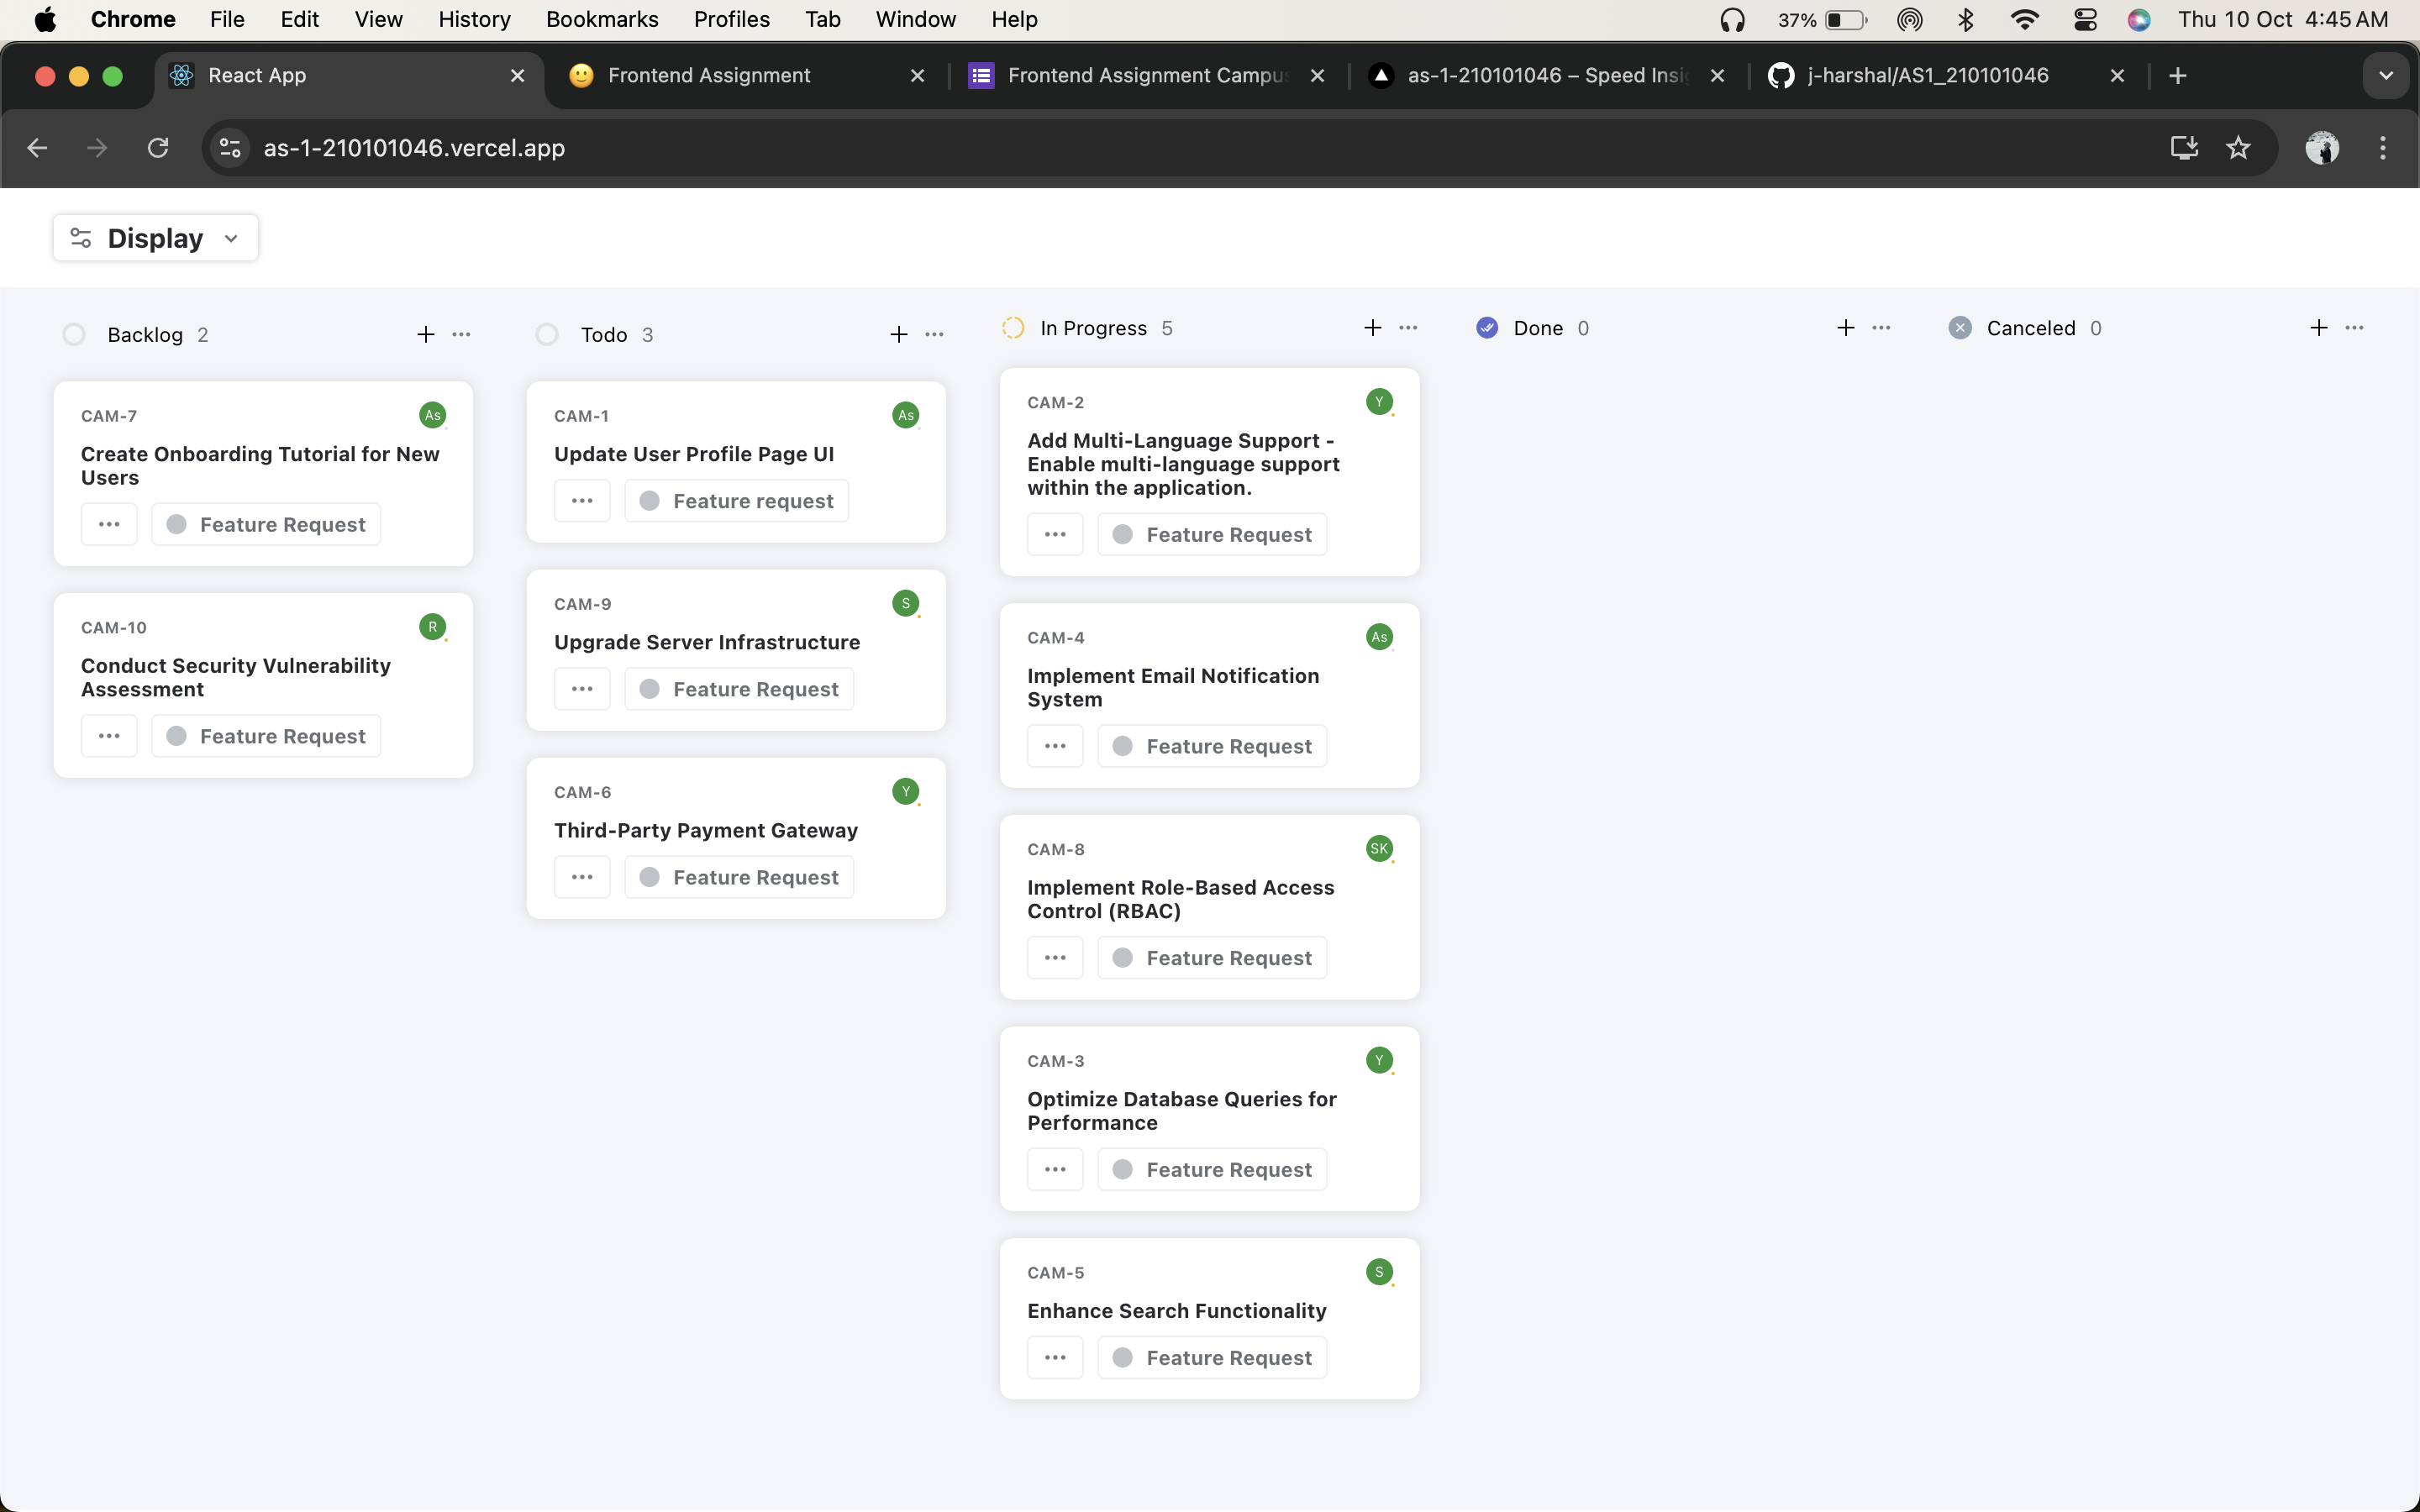 Chrome File Edit View History Bookmarks Profiles Tab Window Help 37% Thu 10 Oct 4:45 AM
React App Frontend Assignment Frontend Assignment Campus as-1-210101046 – Speed Insi j-harshal/AS1_210101046
as-1-210101046.vercel.app
Display
Backlog 2
CAM-7 As
Create Onboarding Tutorial for New
Users
Feature Request
CAM-10 R
Conduct Security Vulnerability
Assessment
Feature Request
Todo 3
CAM-1 As
Update User Profile Page UI
Feature request
CAM-9 S
Upgrade Server Infrastructure
Feature Request
CAM-6 Y
Third-Party Payment Gateway
Feature Request
In Progress 5
CAM-2 Y
Add Multi-Language Support -
Enable multi-language support
within the application.
Feature Request
CAM-4 As
Implement Email Notification
System
Feature Request
CAM-8 SK
Implement Role-Based Access
Control (RBAC)
Feature Request
CAM-3 Y
Optimize Database Queries for
Performance
Feature Request
CAM-5 S
Enhance Search Functionality
Feature Request
Done 0
Canceled 0